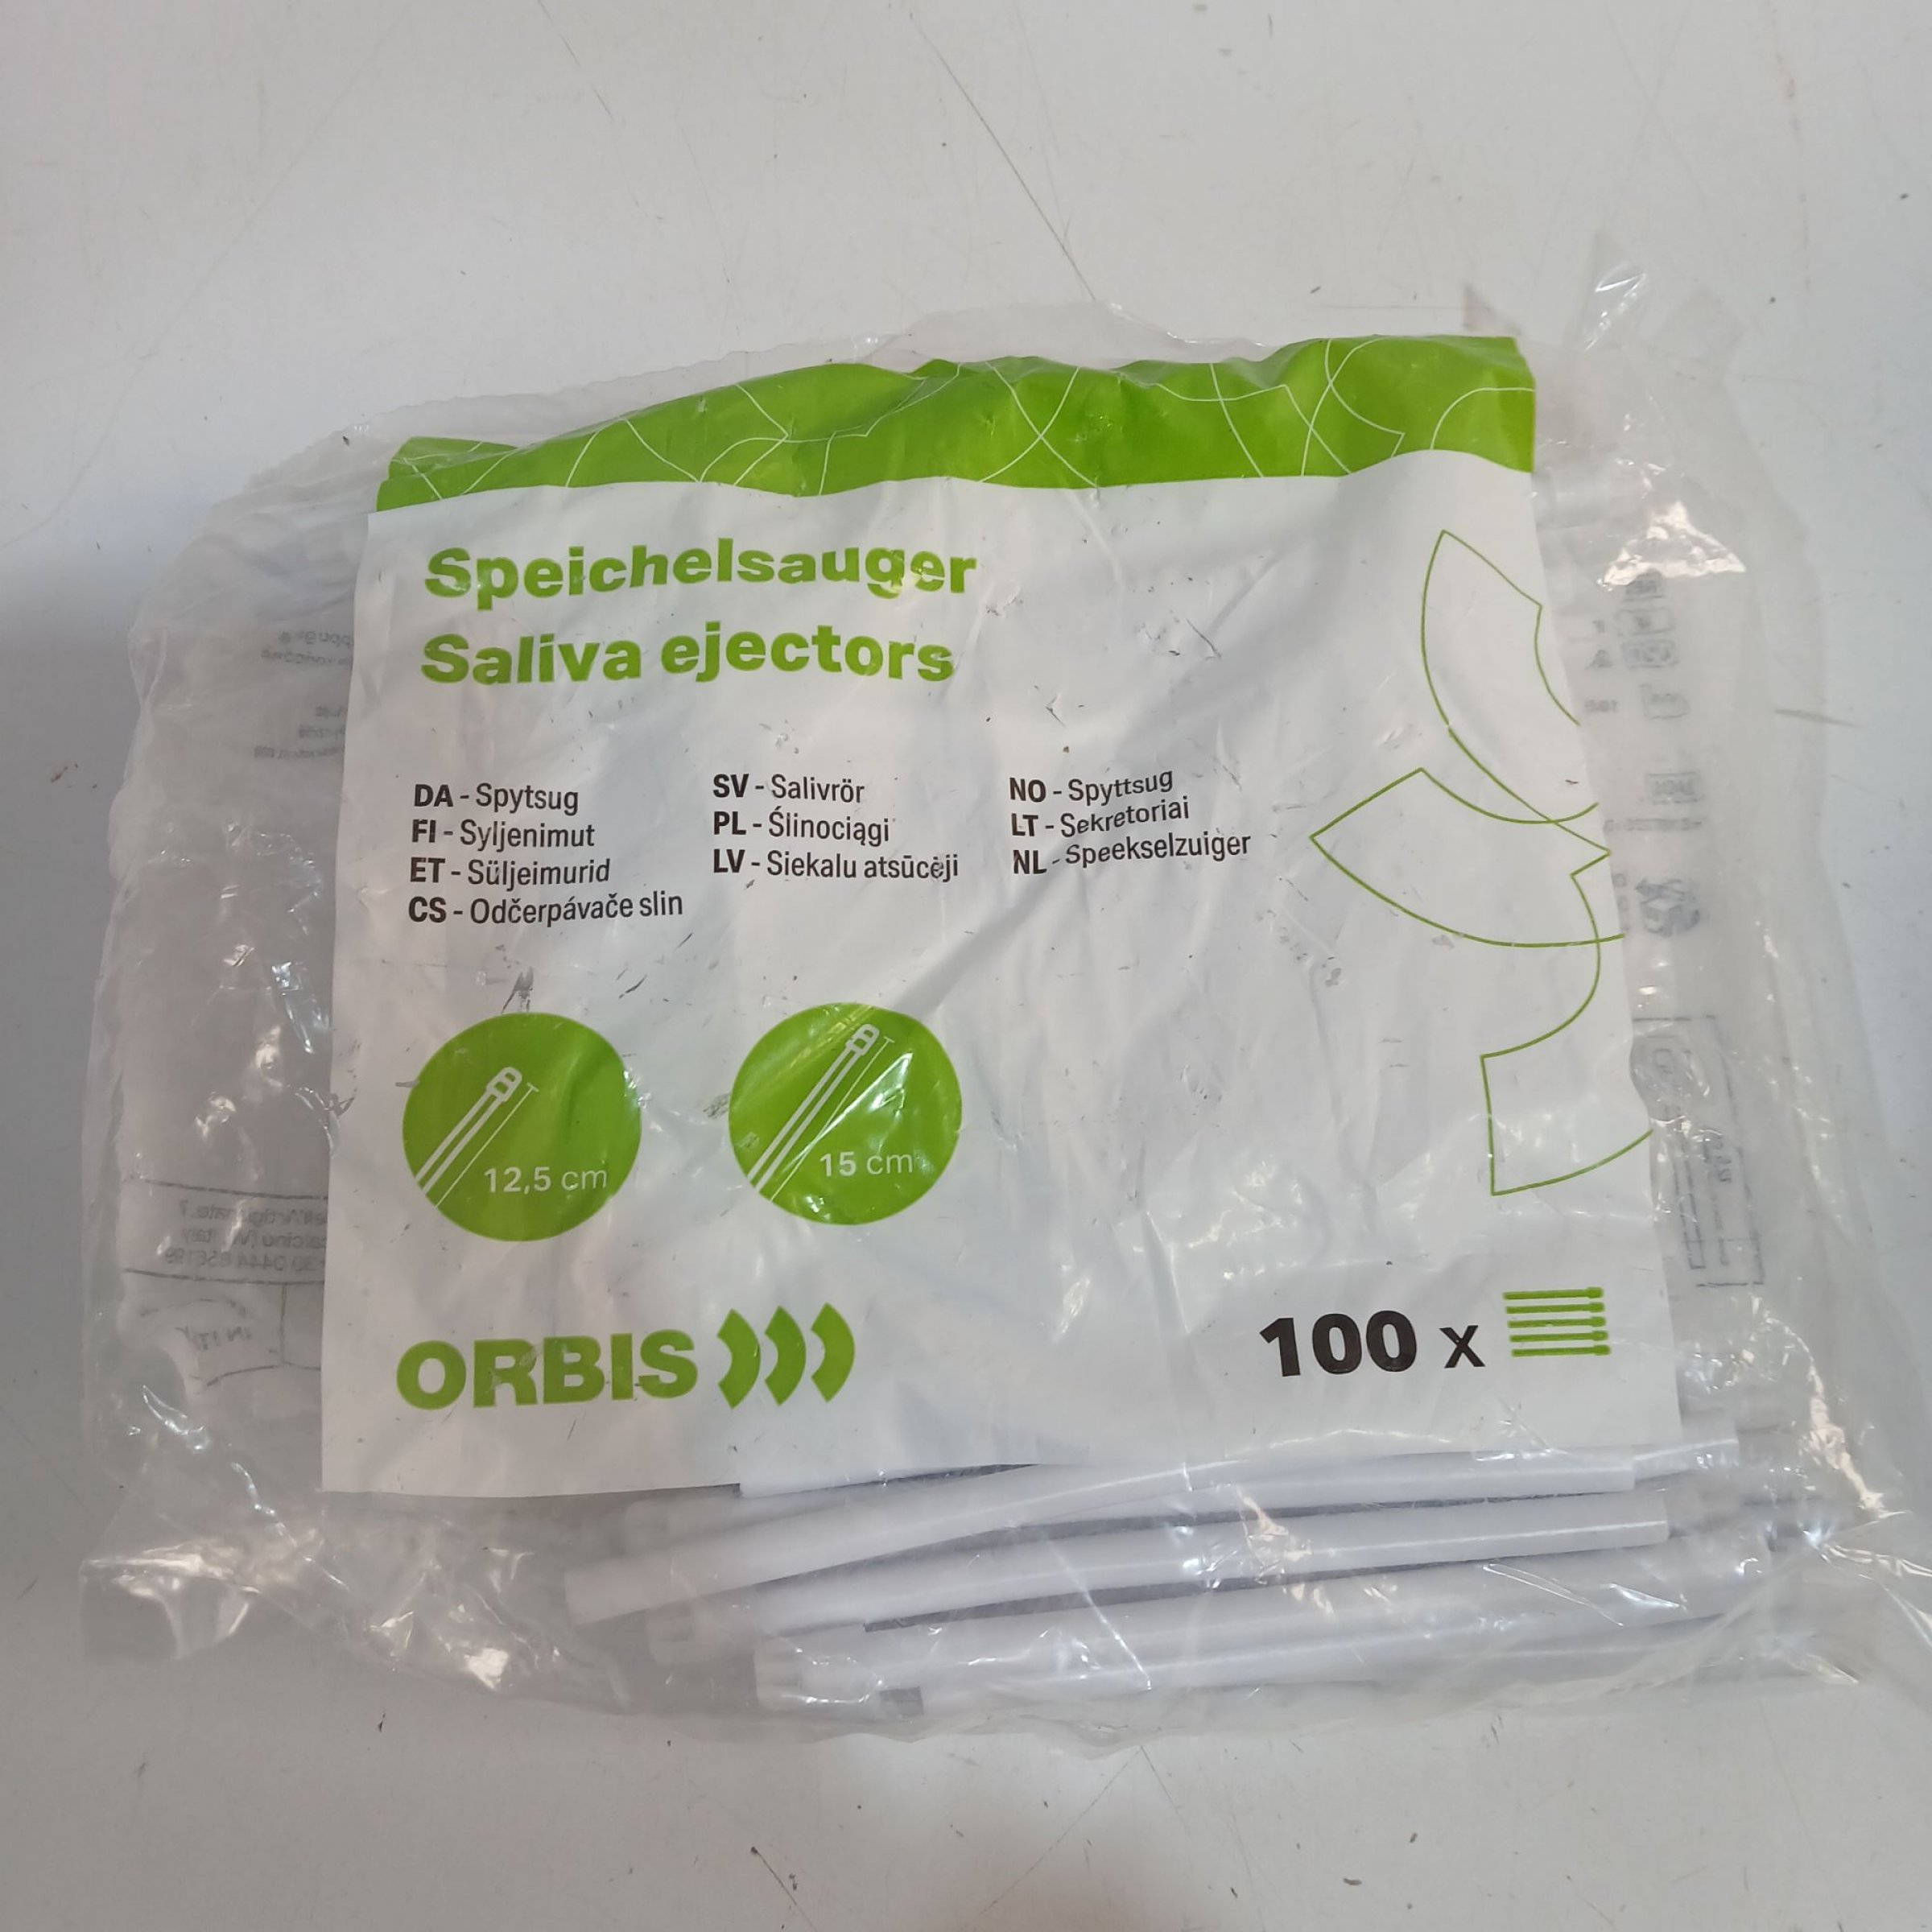 Speichelsauger
Saliva ejectors
DA - Spytsug
FI - Syljenimut
ET - Süljeimurid
CS - Odčerpávače slin
SV - Salivrör
PL - Ślinociągi
LV - Siekalu atsūcēji
NO - Spyttsug
LT - Sekretoriai
NL - Speekselzuiger
12,5 cm
15 cm
ORBIS
100 x